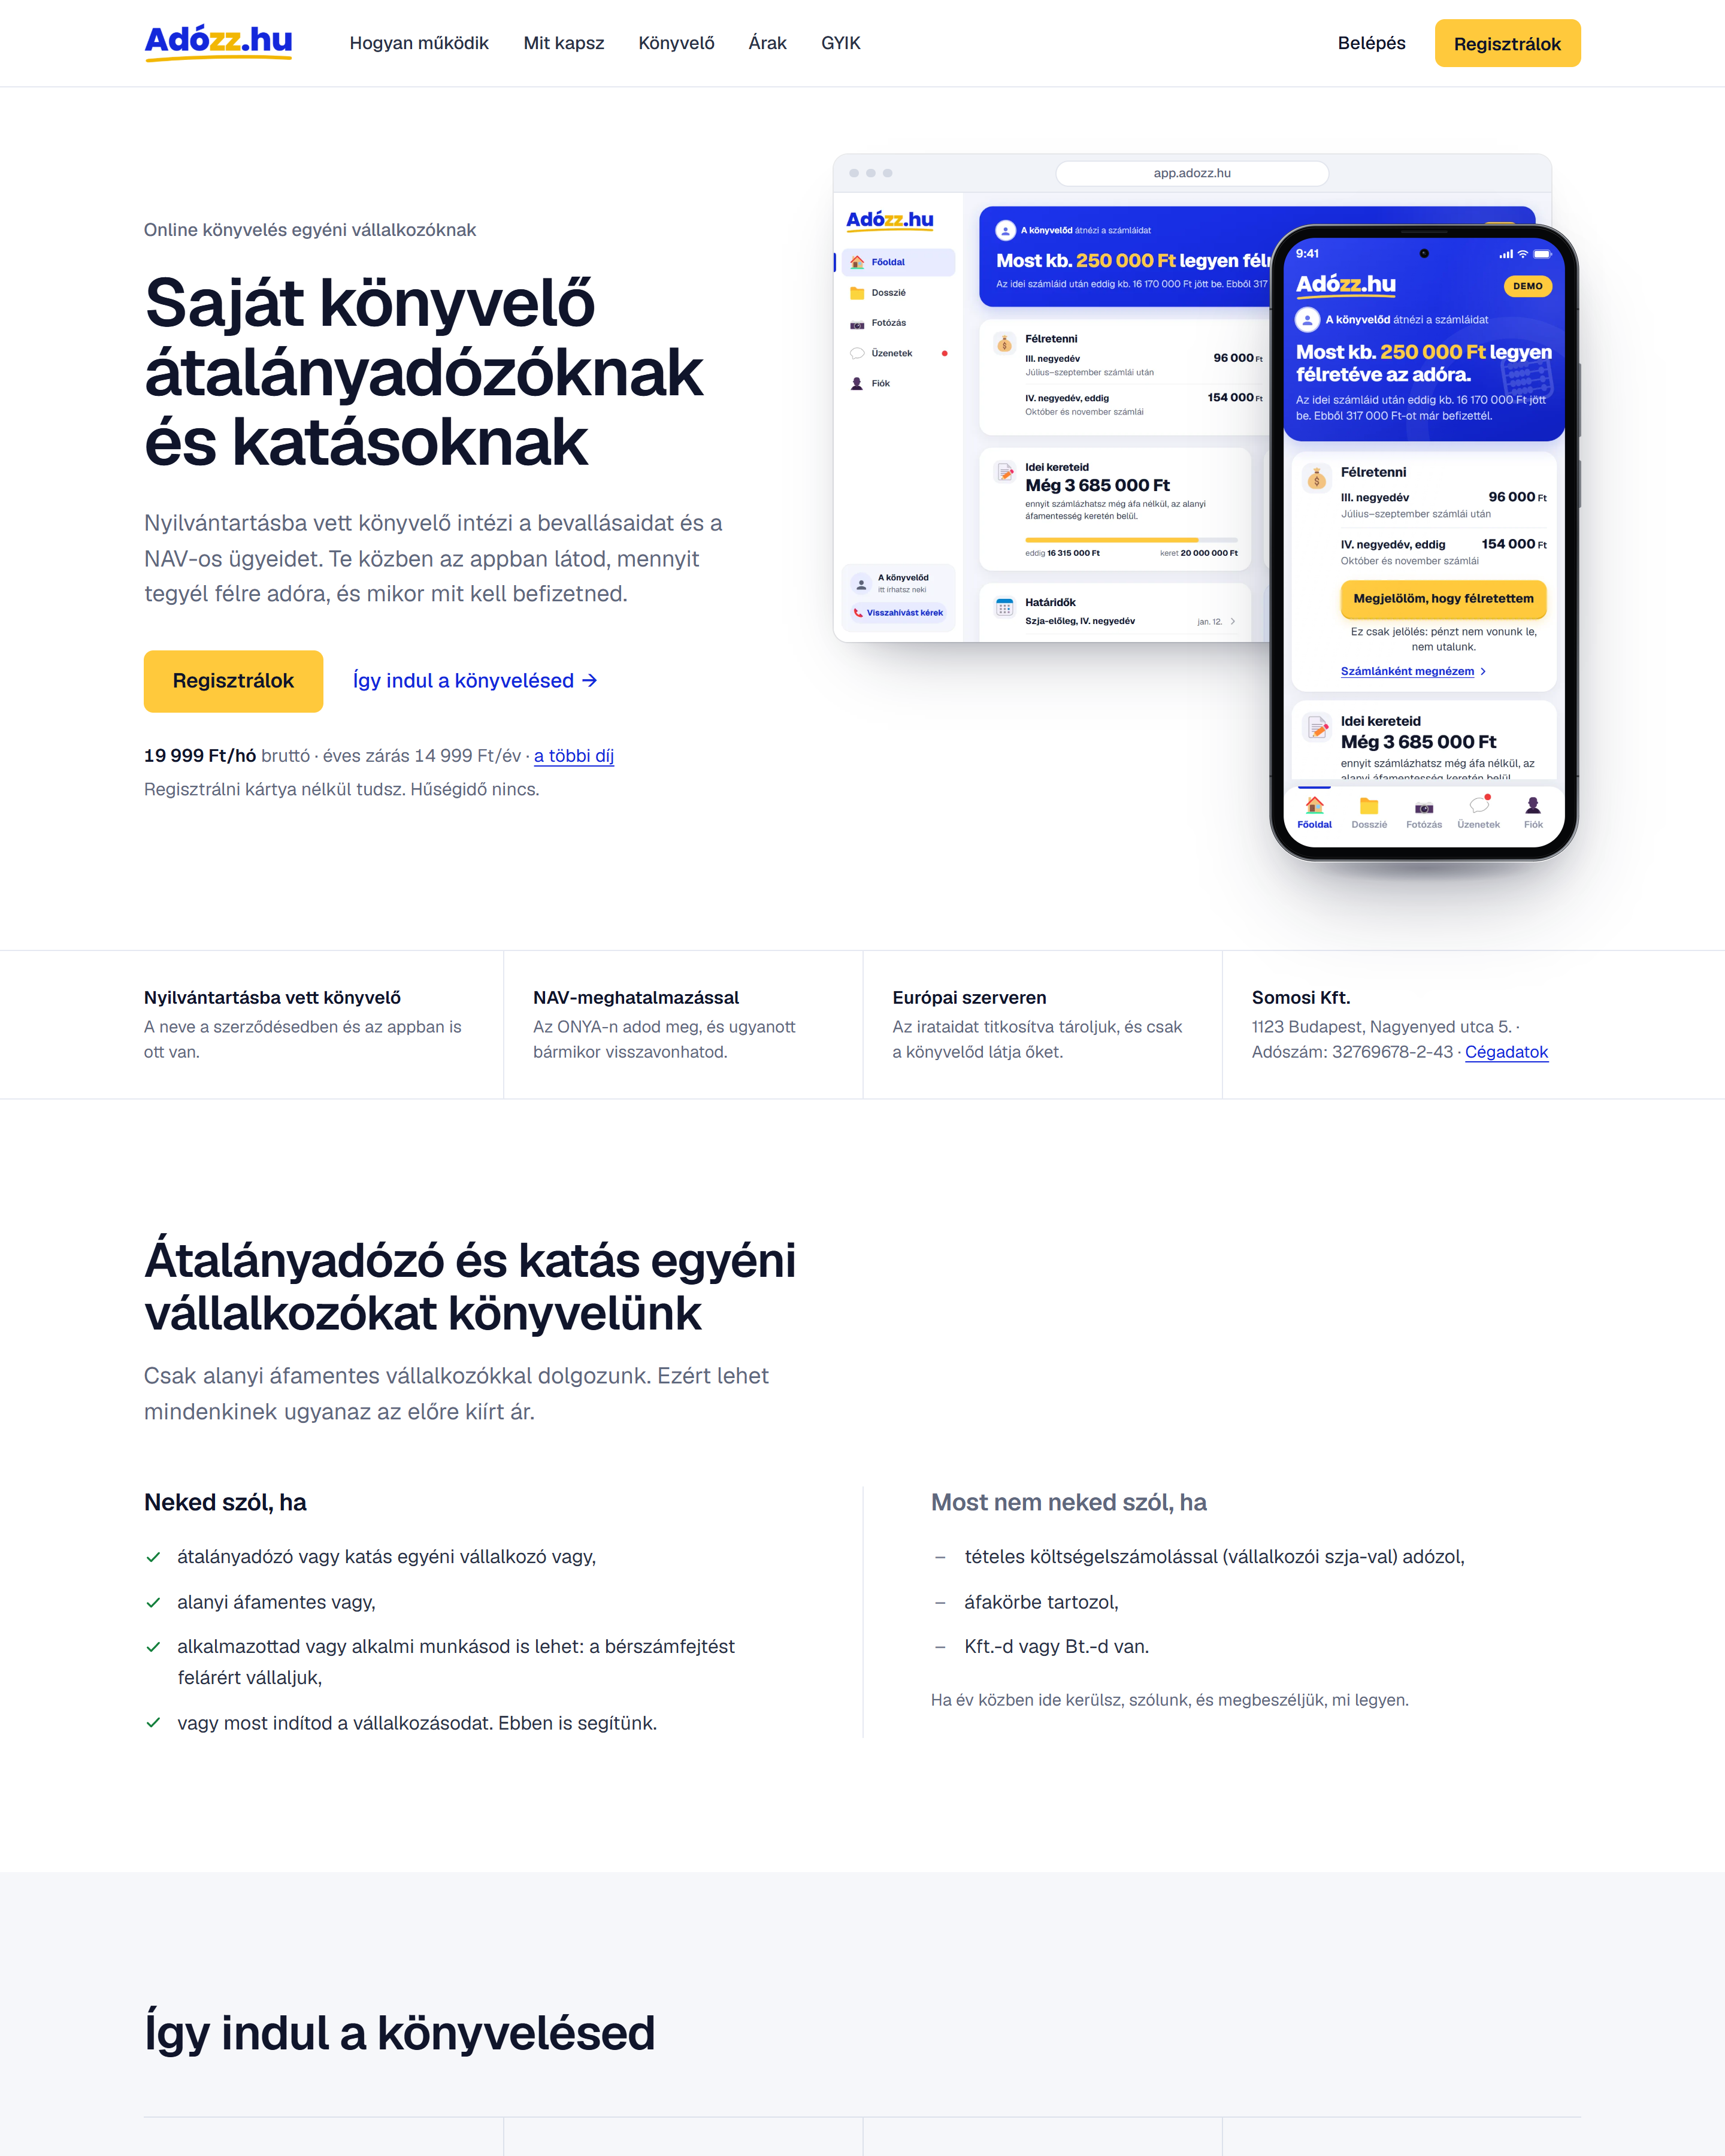 Adózz.hu
Hogyan működik
Mit kapsz
Könyvelő
Árak
GYIK
Belépés
Regisztrálok
Online könyvelés egyéni vállalkozóknak
Saját könyvelő
átalányadózóknak
és katásoknak
Nyilvántartásba vett könyvelő intézi a bevallásaidat és a
NAV-os ügyeidet. Te közben az appban látod, mennyit
tegyél félre adóra, és mikor mit kell befizetned.
Regisztrálok
Így indul a könyvelésed →
19 999 Ft/hó bruttó · éves zárás 14 999 Ft/év · a többi díj
Regisztrálni kártya nélkül tudsz. Hűségidő nincs.
app.adozz.hu
Adózz.hu
Főoldal
Dosszié
Fotózás
Üzenetek
Fiók
A könyvelőd
itt írhatsz neki
Visszahívást kérek
A könyvelőd átnézi a számláidat
Most kb. 250 000 Ft legyen félr
Az idei számláid után eddig kb. 16 170 000 Ft jött be. Ebből 317
Félretenni
III. negyedév
96 000 Ft
Július–szeptember számlái után
IV. negyedév, eddig
154 000 Ft
Október és november számlái
Idei kereteid
Még 3 685 000 Ft
ennyit számlázhatsz még áfa nélkül, az alanyi
áfamentesség keretén belül.
eddig 16 315 000 Ft
keret 20 000 000 Ft
Határidők
Szja-előleg, IV. negyedév
jan. 12.
9:41
Adózz.hu
DEMO
A könyvelőd átnézi a számláidat
Most kb. 250 000 Ft legyen
félretéve az adóra.
Az idei számláid után eddig kb. 16 170 000 Ft jött
be. Ebből 317 000 Ft-ot már befizettél.
Félretenni
III. negyedév
96 000 Ft
Július–szeptember számlái után
IV. negyedév, eddig
154 000 Ft
Október és november számlái
Megjelölöm, hogy félretettem
Ez csak jelölés: pénzt nem vonunk le,
nem utalunk.
Számlánként megnézem
Idei kereteid
Még 3 685 000 Ft
ennyit számlázhatsz még áfa nélkül, az
alanyi áfamentesség keretén belül.
Főoldal
Dosszié
Fotózás
Üzenetek
Fiók
Nyilvántartásba vett könyvelő
A neve a szerződésedben és az appban is
ott van.
NAV-meghatalmazással
Az ONYA-n adod meg, és ugyanott
bármikor visszavonhatod.
Európai szerveren
Az irataidat titkosítva tároljuk, és csak
a könyvelőd látja őket.
Somosi Kft.
1123 Budapest, Nagyenyed utca 5. ·
Adószám: 32769678-2-43 · Cégadatok
Átalányadózó és katás egyéni
vállalkozókat könyvelünk
Csak alanyi áfamentes vállalkozókkal dolgozunk. Ezért lehet
mindenkinek ugyanaz az előre kiírt ár.
Neked szól, ha
átalányadózó vagy katás egyéni vállalkozó vagy,
alanyi áfamentes vagy,
alkalmazottad vagy alkalmi munkásod is lehet: a bérszámfejtést
felárért vállaljuk,
vagy most indítod a vállalkozásodat. Ebben is segítünk.
Most nem neked szól, ha
– tételes költségelszámolással (vállalkozói szja-val) adózol,
– áfakörbe tartozol,
– Kft.-d vagy Bt.-d van.
Ha év közben ide kerülsz, szólunk, és megbeszéljük, mi legyen.
Így indul a könyvelésed